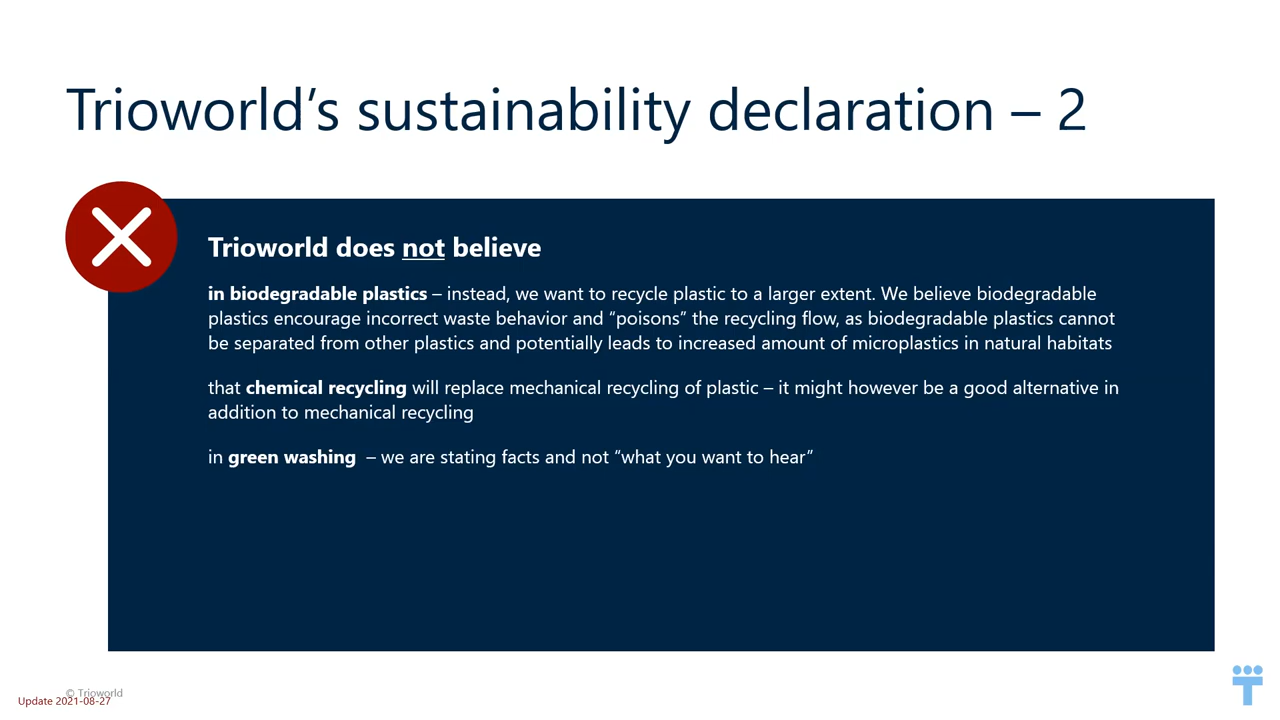 Trioworld’s sustainability declaration – 2
Trioworld does not believe
in biodegradable plastics – instead, we want to recycle plastic to a larger extent. We believe biodegradable
plastics encourage incorrect waste behavior and “poisons” the recycling flow, as biodegradable plastics cannot
be separated from other plastics and potentially leads to increased amount of microplastics in natural habitats
that chemical recycling will replace mechanical recycling of plastic – it might however be a good alternative in
addition to mechanical recycling
in green washing – we are stating facts and not “what you want to hear”
© Trioworld
Update 2021-08-27